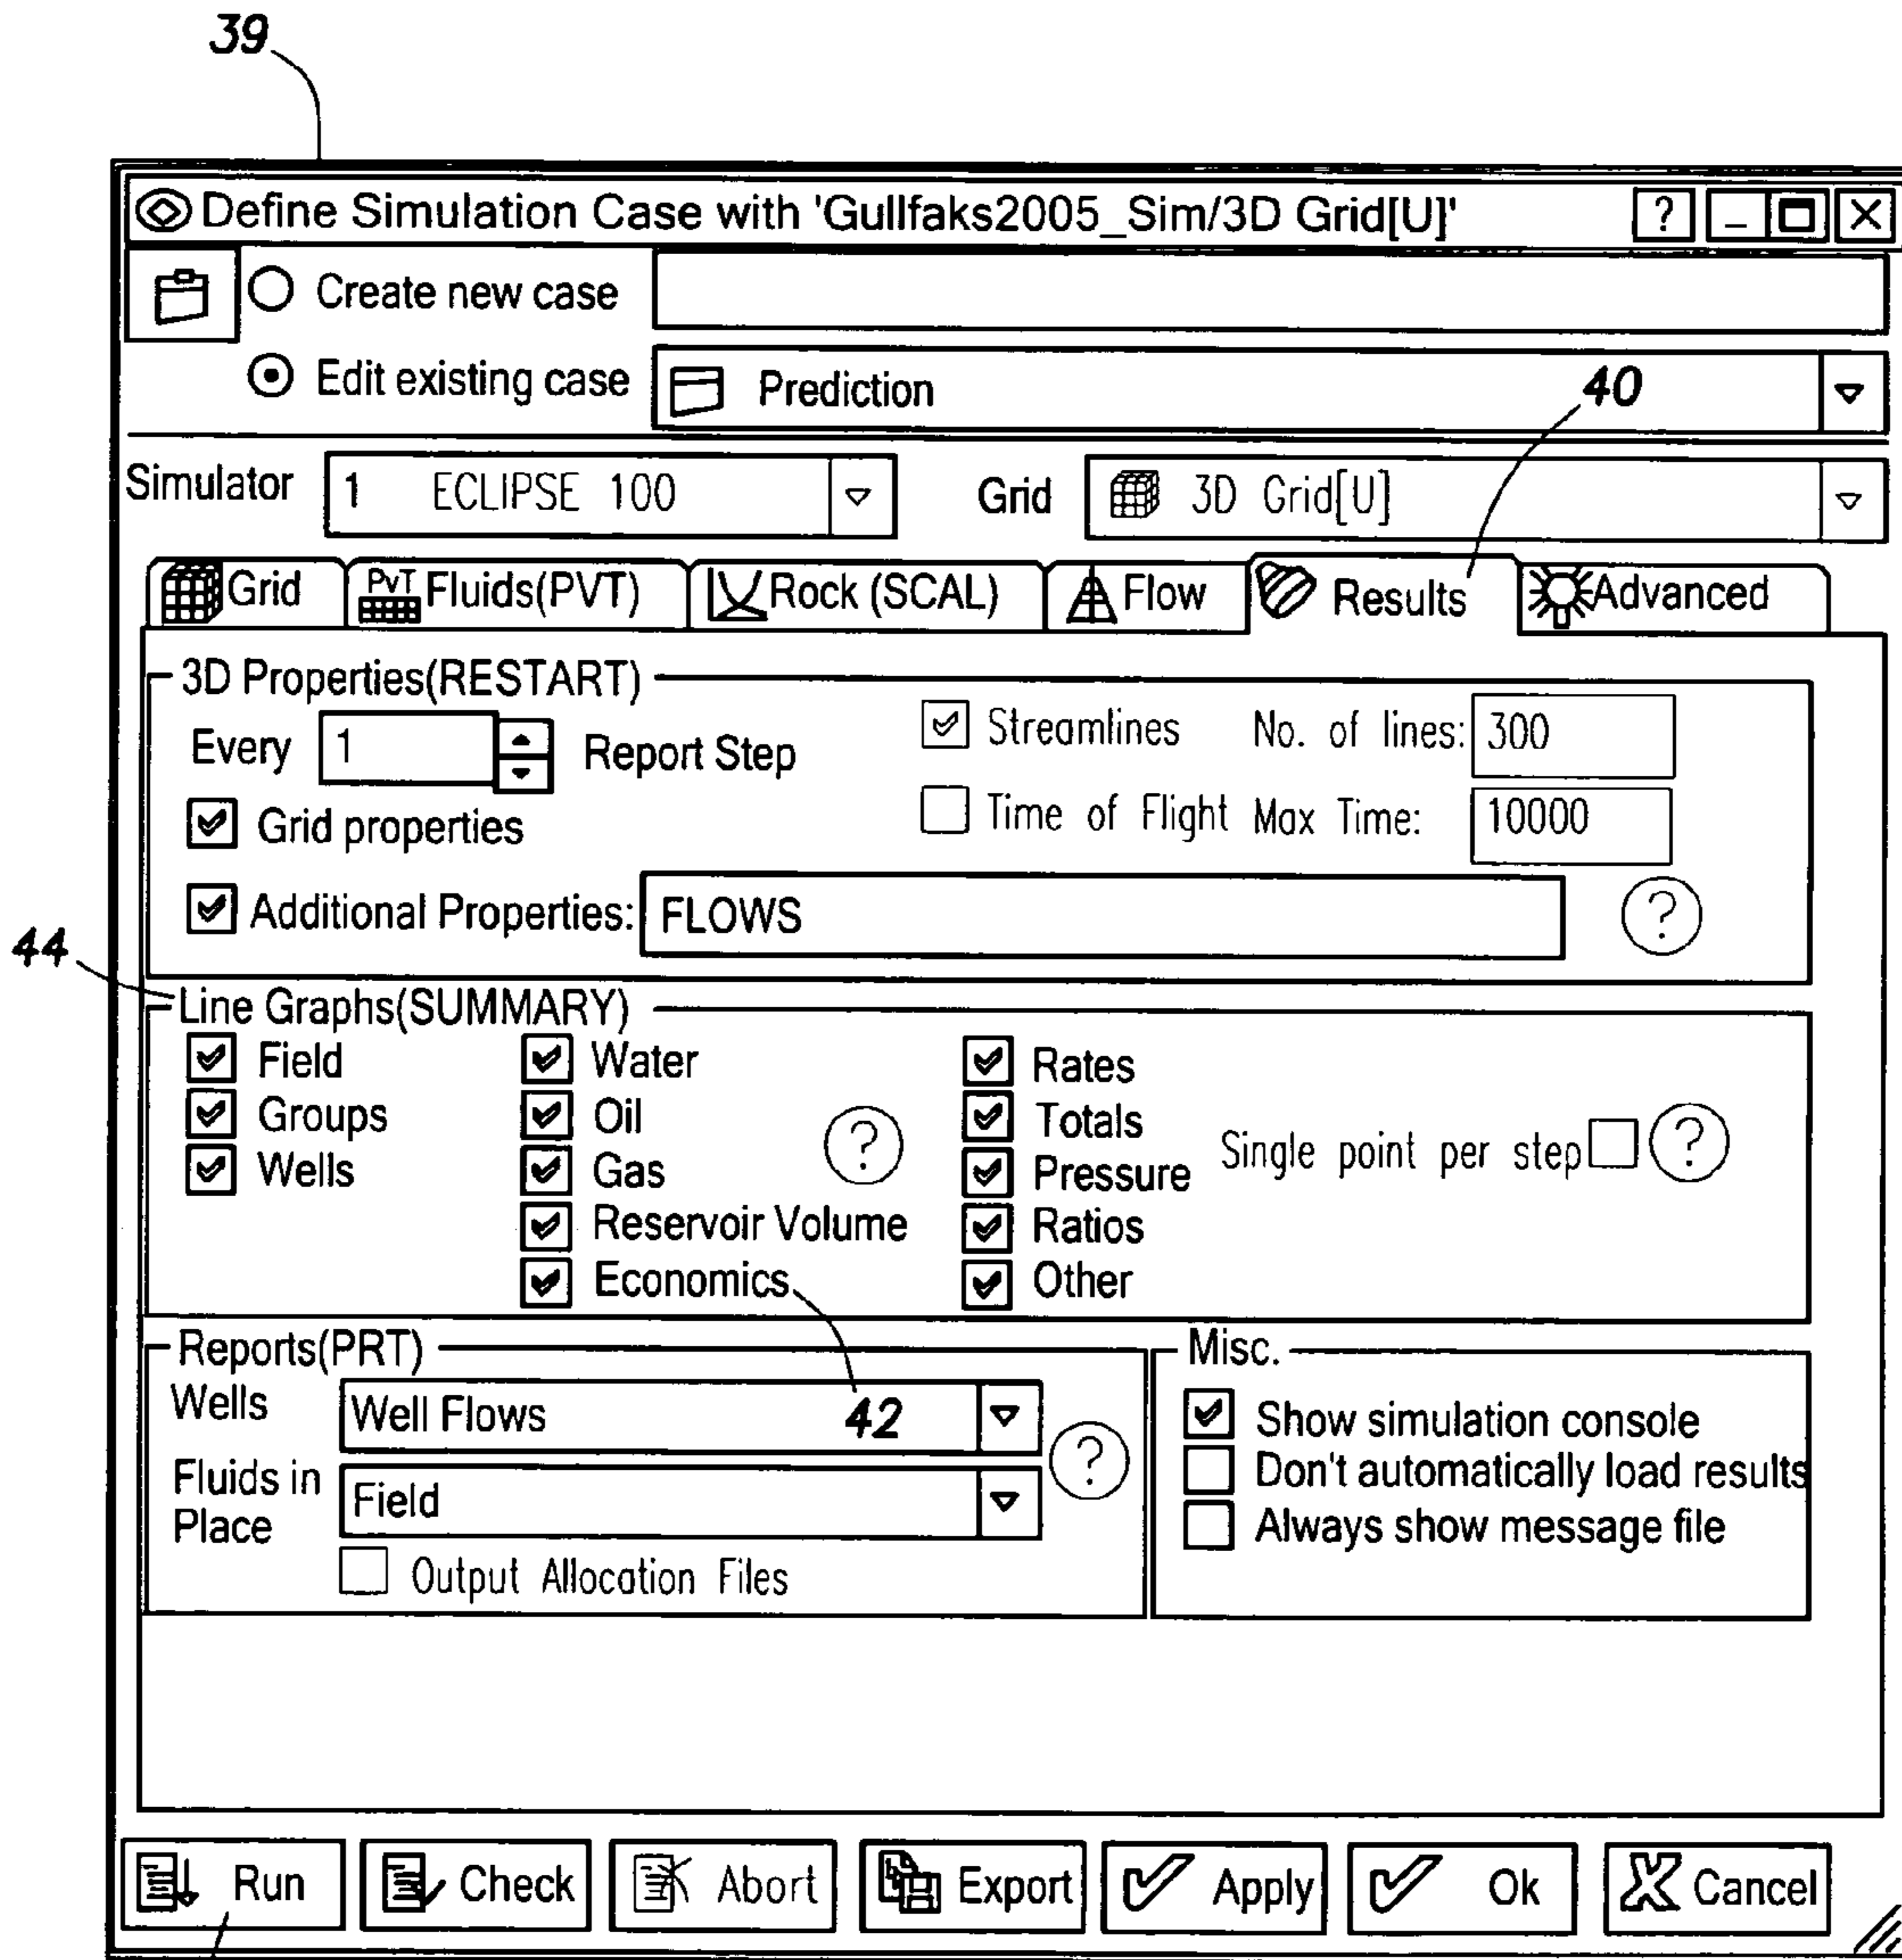 39
Define Simulation Case with 'Gullfaks2005_Sim/3D Grid[U]' ?
Create new case
Edit existing case Prediction 40
Simulator 1 ECLIPSE 100 Grid 3D Grid[U]
Grid PvT Fluids(PVT) Rock (SCAL) Flow Results Advanced
3D Properties(RESTART)
Every 1 Report Step Streamlines No. of lines: 300
Grid properties Time of Flight Max Time: 10000
Additional Properties: FLOWS ?
44
Line Graphs(SUMMARY)
Field Water Rates
Groups Oil ? Totals
Wells Gas Pressure Single point per step ?
Reservoir Volume Ratios
Economics Other
Reports(PRT) Misc.
Wells Well Flows 42 ? Show simulation console
Fluids in Place Field Don't automatically load results
Always show message file
Output Allocation Files
Run Check Abort Export Apply Ok Cancel